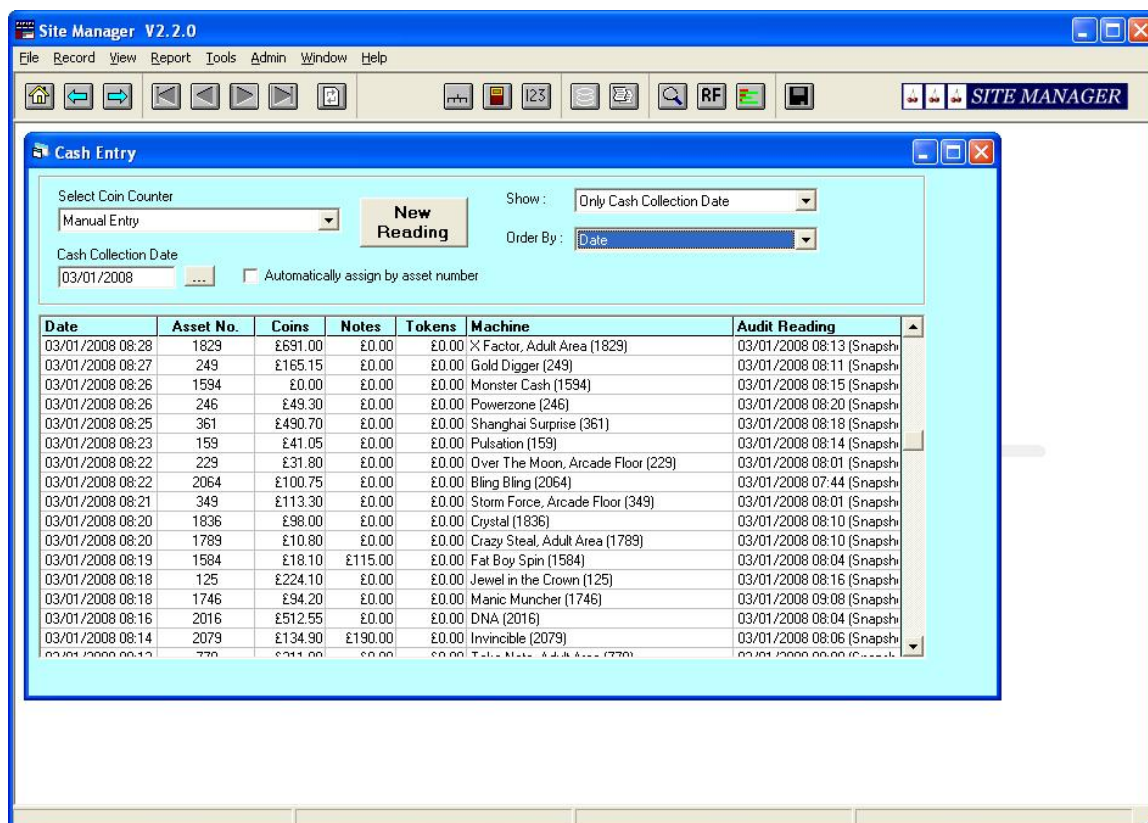 Site Manager V2.2.0
File Record View Report Tools Admin Window Help
123 RF SITE MANAGER
Cash Entry
Select Coin Counter
Manual Entry
New Reading
Show : Only Cash Collection Date
Order By : Date
Cash Collection Date
03/01/2008 ... Automatically assign by asset number
Date Asset No. Coins Notes Tokens Machine Audit Reading
03/01/2008 08:28 1829 £691.00 £0.00 £0.00 X Factor, Adult Area (1829) 03/01/2008 08:13 (Snapsh
03/01/2008 08:27 249 £165.15 £0.00 £0.00 Gold Digger (249) 03/01/2008 08:11 (Snapsh
03/01/2008 08:26 1594 £0.00 £0.00 £0.00 Monster Cash (1594) 03/01/2008 08:15 (Snapsh
03/01/2008 08:26 246 £49.30 £0.00 £0.00 Powerzone (246) 03/01/2008 08:20 (Snapsh
03/01/2008 08:25 361 £490.70 £0.00 £0.00 Shanghai Surprise (361) 03/01/2008 08:18 (Snapsh
03/01/2008 08:23 159 £41.05 £0.00 £0.00 Pulsation (159) 03/01/2008 08:14 (Snapsh
03/01/2008 08:22 229 £31.80 £0.00 £0.00 Over The Moon, Arcade Floor (229) 03/01/2008 08:01 (Snapsh
03/01/2008 08:22 2064 £100.75 £0.00 £0.00 Bling Bling (2064) 03/01/2008 07:44 (Snapsh
03/01/2008 08:21 349 £113.30 £0.00 £0.00 Storm Force, Arcade Floor (349) 03/01/2008 08:01 (Snapsh
03/01/2008 08:20 1836 £98.00 £0.00 £0.00 Crystal (1836) 03/01/2008 08:10 (Snapsh
03/01/2008 08:20 1789 £10.80 £0.00 £0.00 Crazy Steal, Adult Area (1789) 03/01/2008 08:10 (Snapsh
03/01/2008 08:19 1584 £18.10 £115.00 £0.00 Fat Boy Spin (1584) 03/01/2008 08:04 (Snapsh
03/01/2008 08:18 125 £224.10 £0.00 £0.00 Jewel in the Crown (125) 03/01/2008 08:16 (Snapsh
03/01/2008 08:18 1746 £94.20 £0.00 £0.00 Manic Muncher (1746) 03/01/2008 09:08 (Snapsh
03/01/2008 08:16 2016 £512.55 £0.00 £0.00 DNA (2016) 03/01/2008 08:04 (Snapsh
03/01/2008 08:14 2079 £134.90 £190.00 £0.00 Invincible (2079) 03/01/2008 08:06 (Snapsh